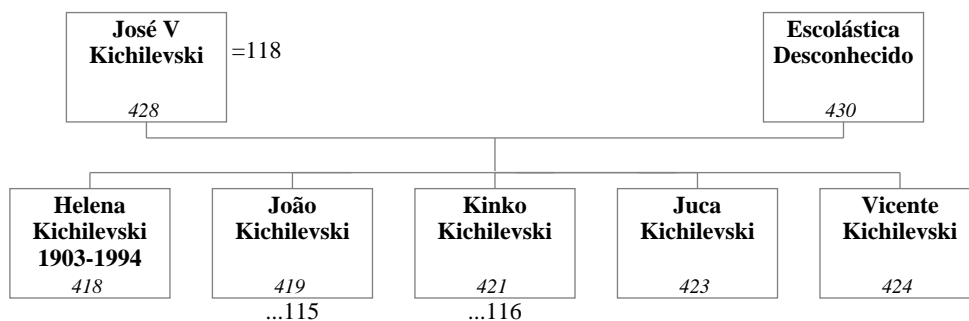 José V
Kichilevski
428
=118
Escolástica
Desconhecido
430
Helena
Kichilevski
1903-1994
418
João
Kichilevski
419
...115
Kinko
Kichilevski
421
...116
Juca
Kichilevski
423
Vicente
Kichilevski
424